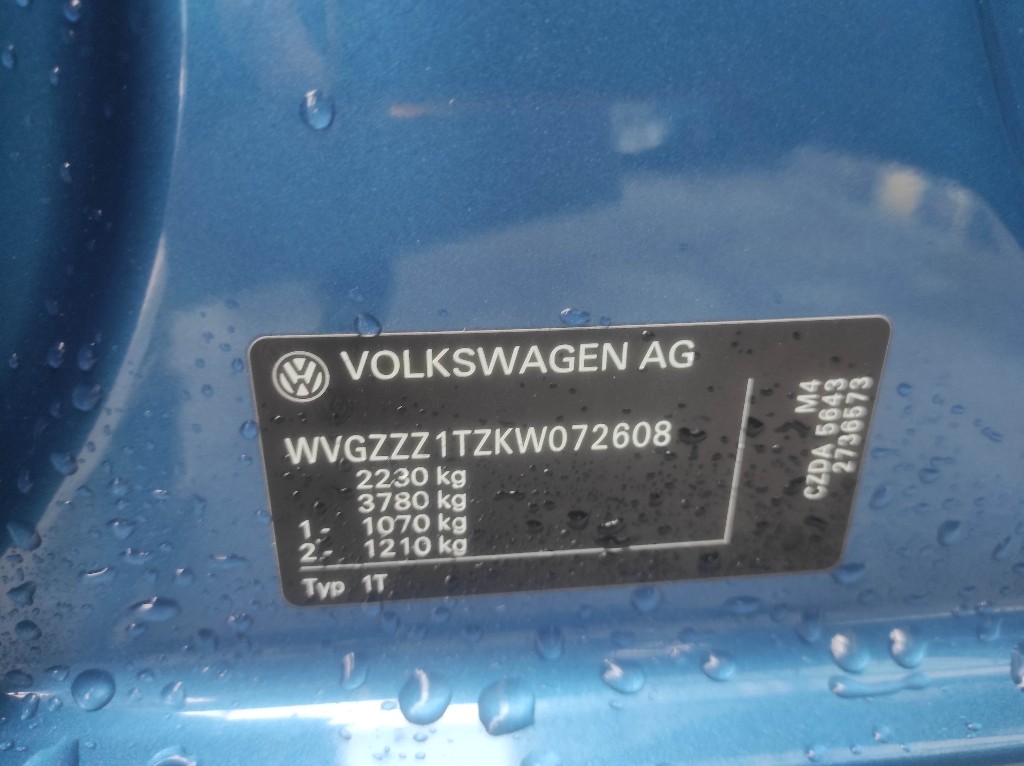 VOLKSWAGEN AG
WVGZZZ1TZKW072608
2230 kg
3780 kg
1.- 1070 kg
2.- 1210 kg
Typ 1T
M4
CZDA 5643
2736573